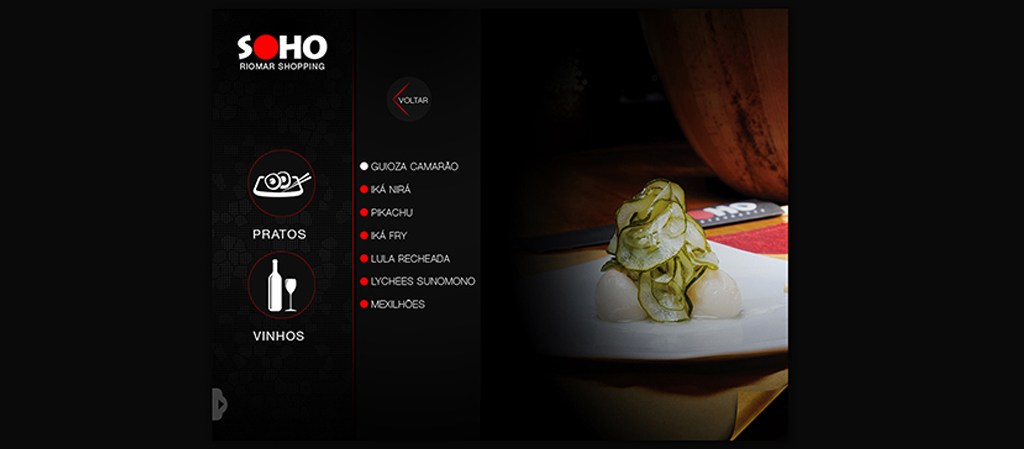 SOHO
RIOMAR SHOPPING
VOLTAR
GUIOZA CAMARÃO
IKÁ NIRÁ
PIKACHU
IKÁ FRY
LULA RECHEADA
LYCHEES SUNOMONO
MEXILHÕES
PRATOS
VINHOS